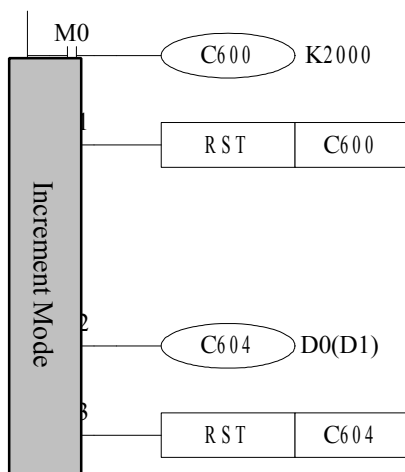 M0
C600 K2000
1
RST C600
Increment Mode
2
C604 D0(D1)
3
RST C604